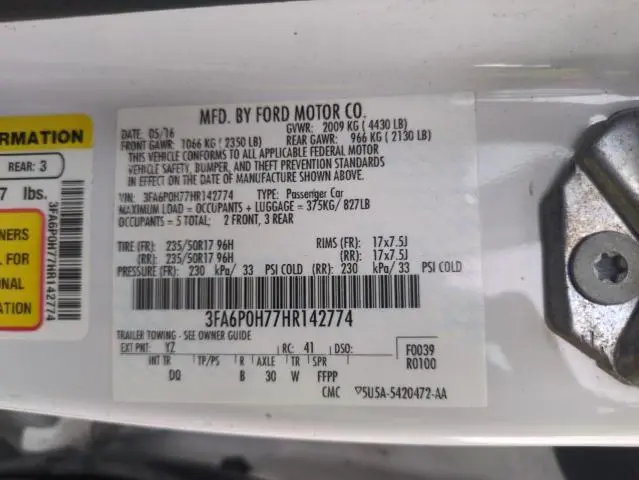 MFD. BY FORD MOTOR CO.
DATE: 05/16 GVWR: 2009 KG ( 4430 LB)
FRONT GAWR: 1066 KG ( 2350 LB) REAR GAWR: 966 KG ( 2130 LB)
THIS VEHICLE CONFORMS TO ALL APPLICABLE FEDERAL MOTOR
VEHICLE SAFETY, BUMPER, AND THEFT PREVENTION STANDARDS
IN EFFECT ON THE DATE OF MANUFACTURE SHOWN ABOVE.
VIN: 3FA6P0H77HR142774 TYPE: Passenger Car
MAXIMUM LOAD = OCCUPANTS + LUGGAGE = 375KG/ 827LB
OCCUPANTS = 5 TOTAL; 2 FRONT, 3 REAR
TIRE (FR): 235/50R17 96H RIMS (FR): 17x7.5J
(RR): 235/50R17 96H (RR): 17x7.5J
PRESSURE (FR): 230 kPa/ 33 PSI COLD (RR): 230 kPa/ 33 PSI COLD
3FA6P0H77HR142774
TRAILER TOWING - SEE OWNER GUIDE
EXT PNT: YZ RC: 41 DSO: F0039
INT TR TP/PS R AXLE TR SPR R0100
DQ B 30 W FFPP
CMC 5U5A-5420472-AA
ORMATION
REAR: 3
7 lbs.
NERS
L FOR
ONAL
ION
3FA6P0H77HR142774